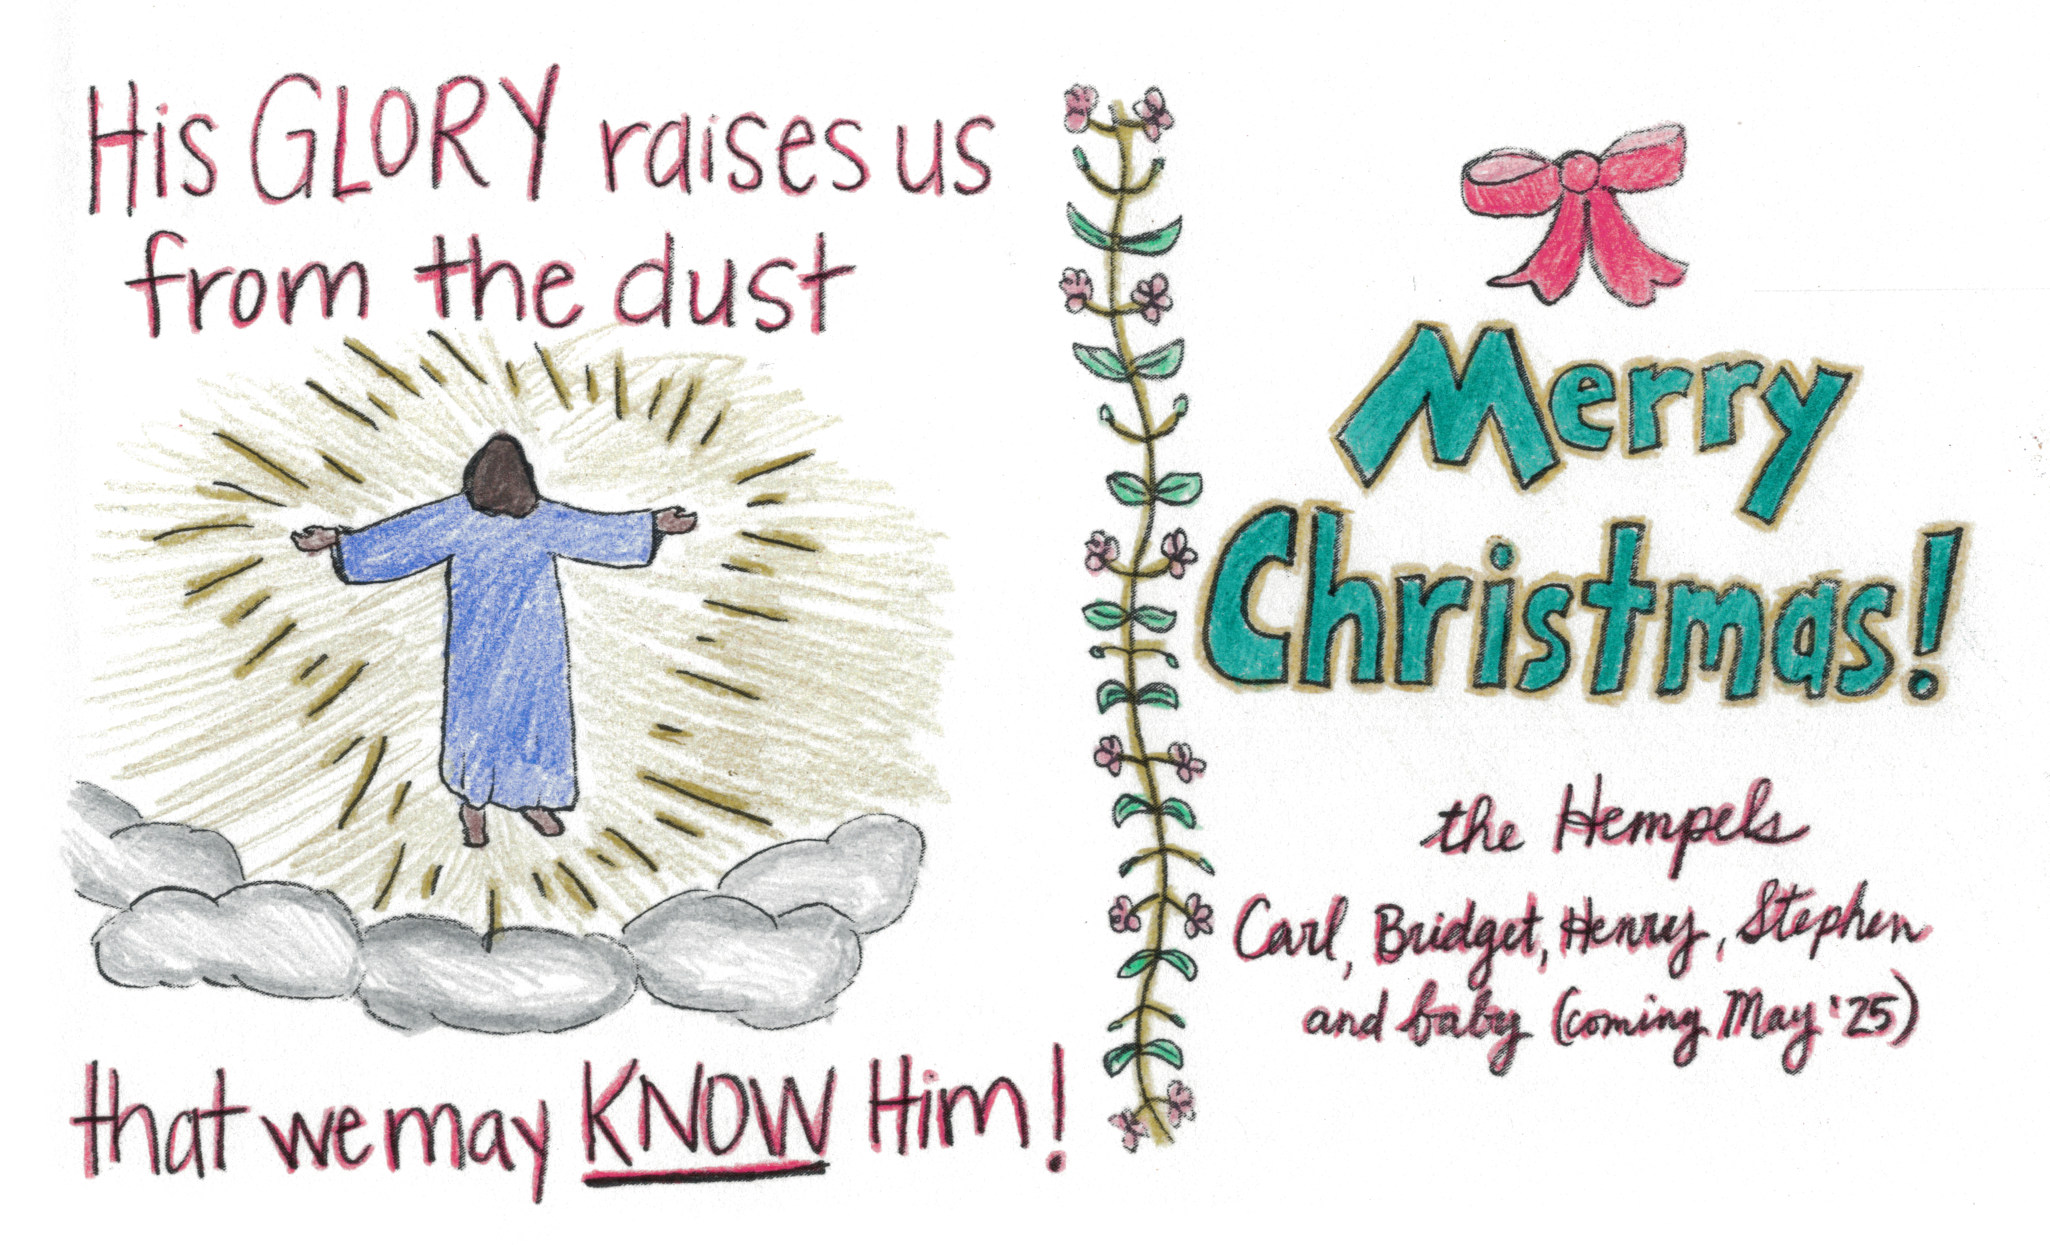 His GLORY raises us
from the dust
that we may KNOW Him!
Merry
Christmas!
the Hempels
Carl, Bridget, Henry, Stephen
and baby (coming May '25)